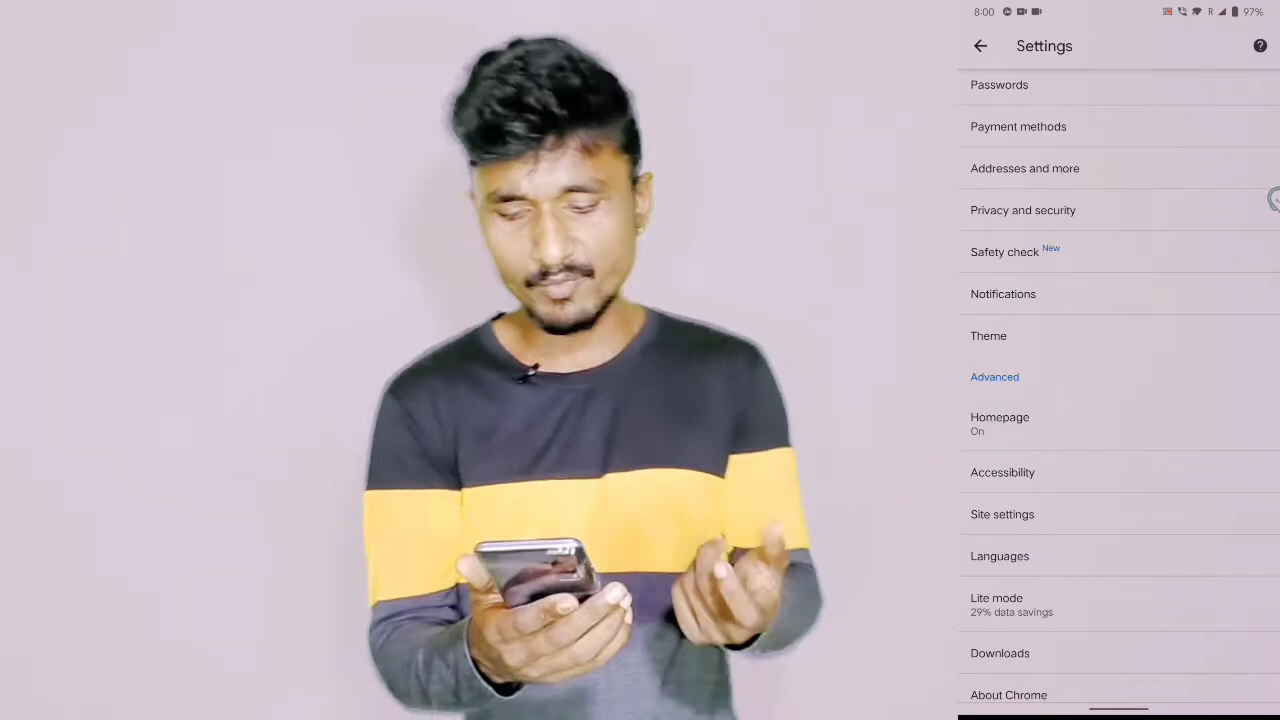 8:00
R
97%
Settings
Passwords
Payment methods
Addresses and more
Privacy and security
Safety check New
Notifications
Theme
Advanced
Homepage
On
Accessibility
Site settings
Languages
Lite mode
29% data savings
Downloads
About Chrome